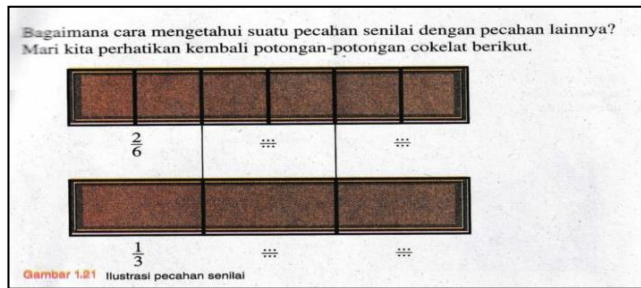 Bagaimana cara mengetahui suatu pecahan senilai dengan pecahan lainnya?
Mari kita perhatikan kembali potongan-potongan cokelat berikut.
2/6 ... ...
1/3 ... ...
Gambar 1.21 Ilustrasi pecahan senilai